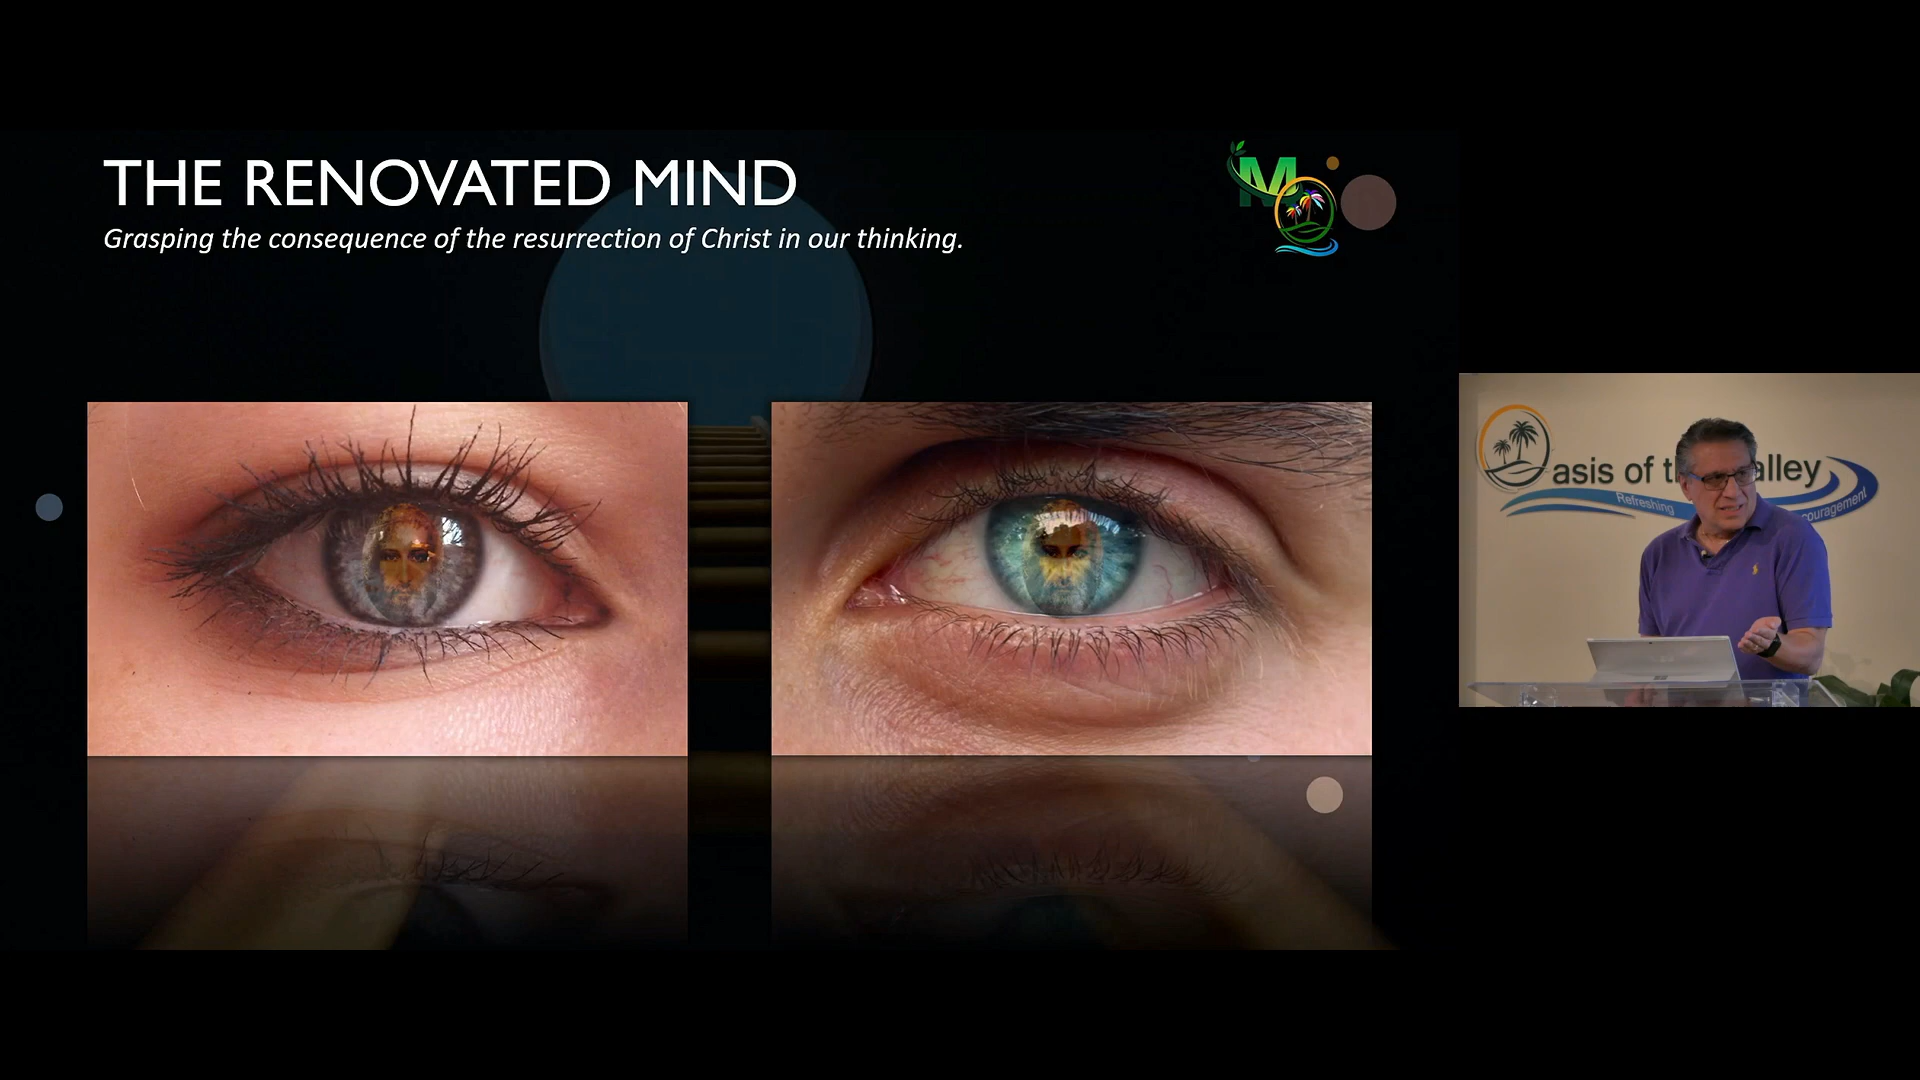 THE RENOVATED MIND
Grasping the consequence of the resurrection of Christ in our thinking.
M
asis of t alley
Refreshing
couragement